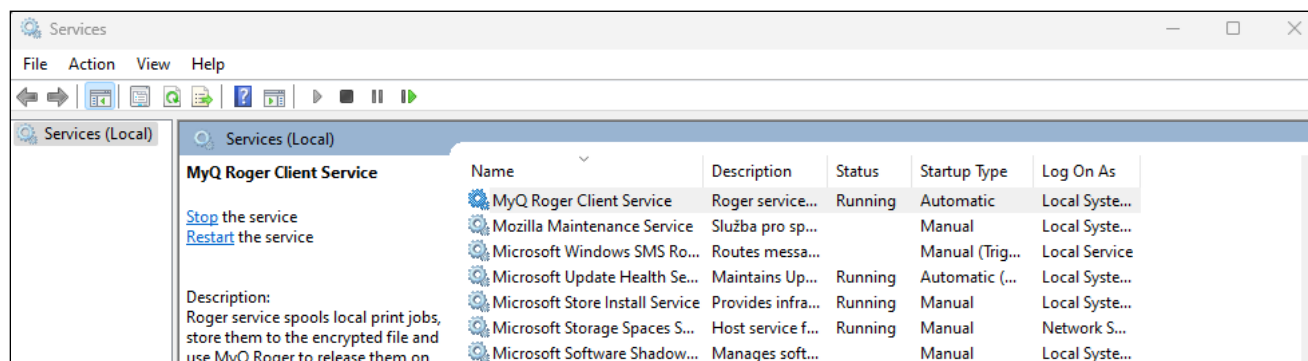 Services
File Action View Help
Services (Local)
Services (Local)
MyQ Roger Client Service
Stop the service
Restart the service
Description:
Roger service spools local print jobs,
store them to the encrypted file and
use MyQ Roger to release them on
Name Description Status Startup Type Log On As
MyQ Roger Client Service Roger service... Running Automatic Local Syste...
Mozilla Maintenance Service Služba pro sp... Manual Local Syste...
Microsoft Windows SMS Ro... Routes messa... Manual (Trig... Local Service
Microsoft Update Health Se... Maintains Up... Running Automatic (... Local Syste...
Microsoft Store Install Service Provides infra... Running Manual Local Syste...
Microsoft Storage Spaces S... Host service f... Running Manual Network S...
Microsoft Software Shadow... Manages soft... Manual Local Syste...